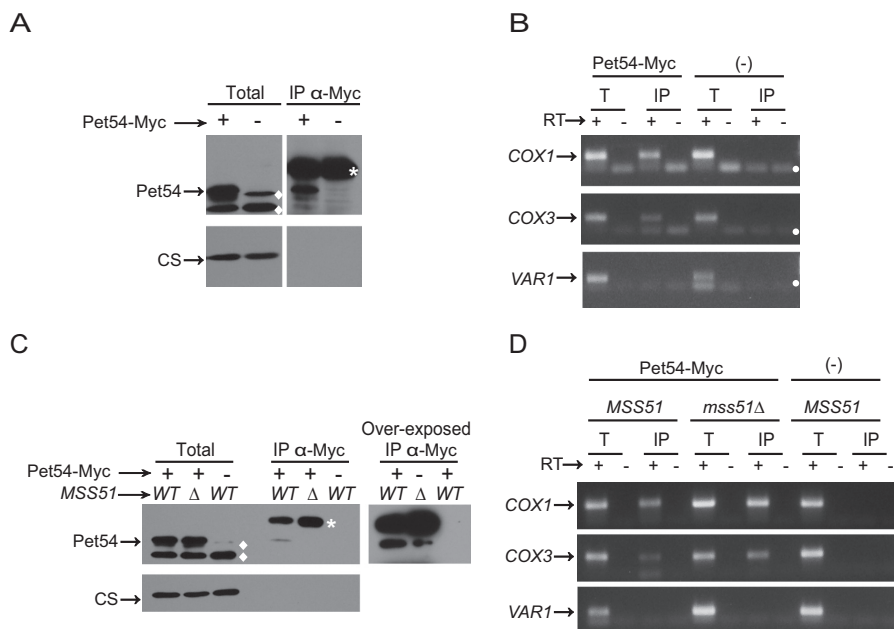 A
Total IP α-Myc
Pet54-Myc + - + -
Pet54
*
CS
B
Pet54-Myc (-)
T IP T IP
RT + - + - + - + -
COX1
COX3
VAR1
C
Total IP α-Myc Over-exposed IP α-Myc
Pet54-Myc + + - + + - + - +
MSS51 WT Δ WT WT Δ WT WT Δ WT
Pet54
*
CS
D
Pet54-Myc (-)
MSS51 mss51Δ MSS51
T IP T IP T IP
RT + - + - + - + - + - + -
COX1
COX3
VAR1